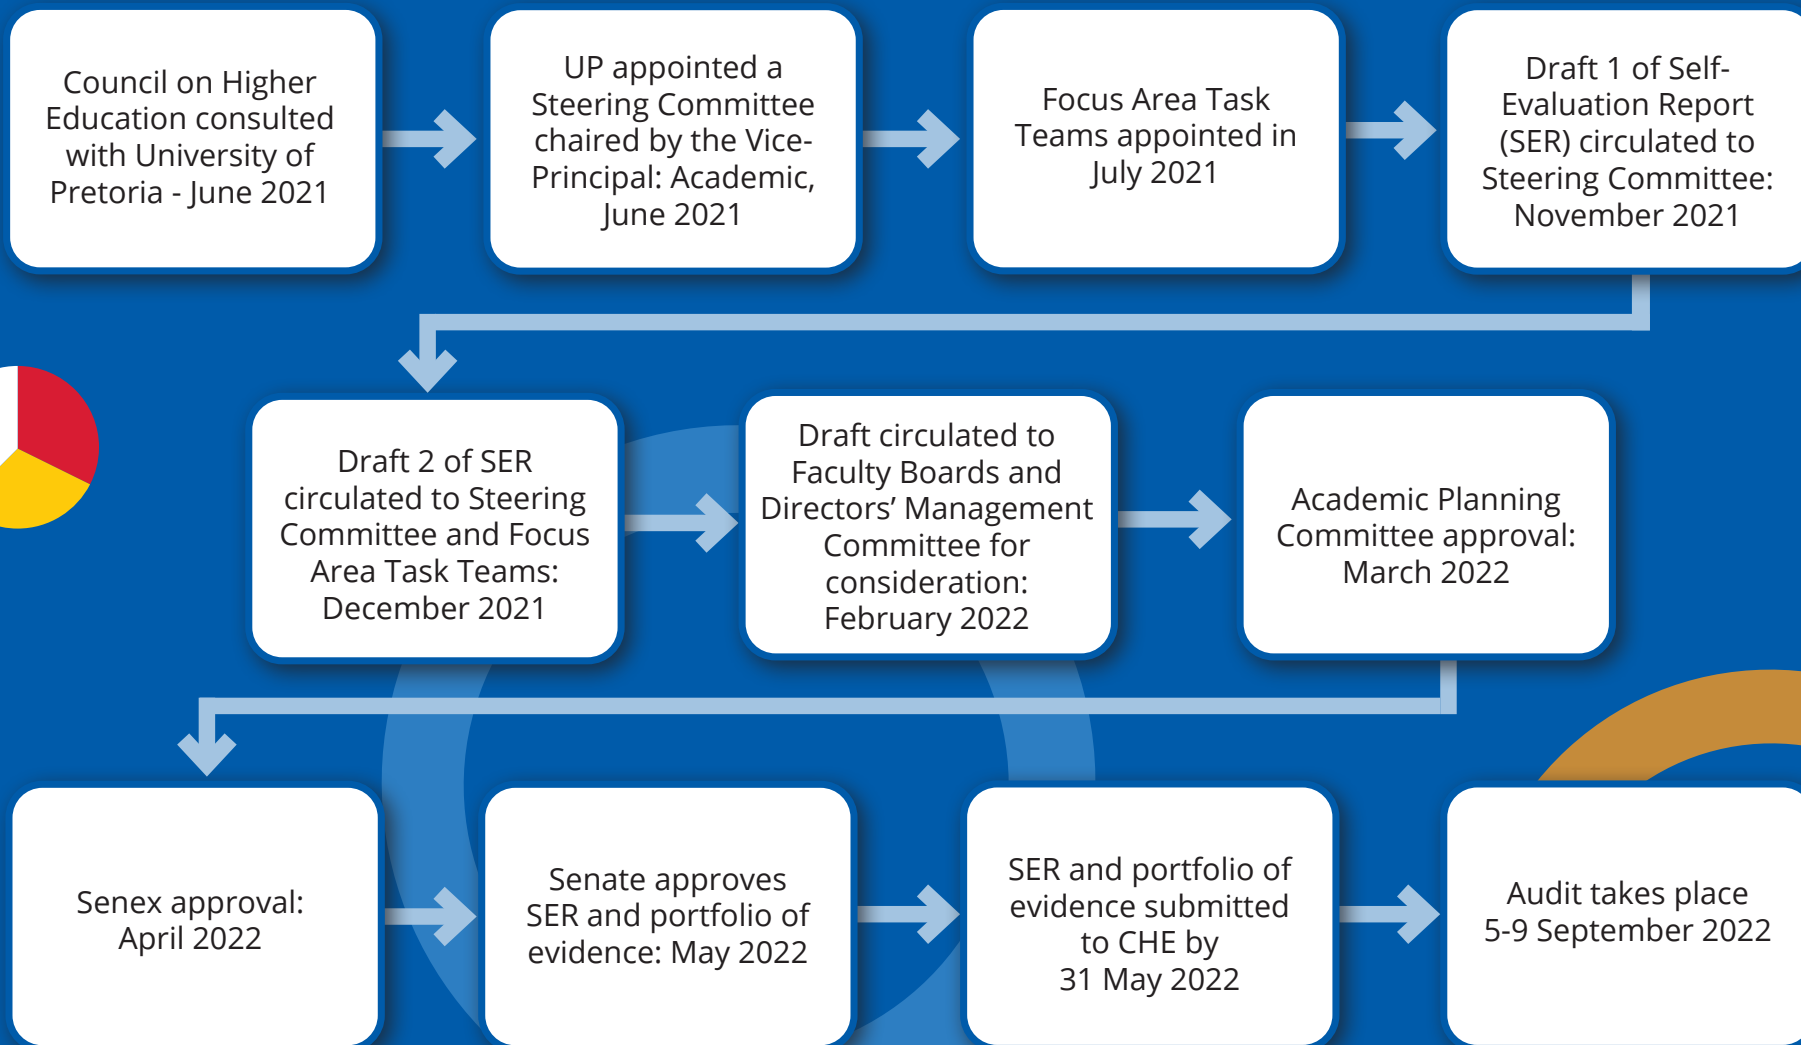 Council on Higher
Education consulted
with University of
Pretoria - June 2021
UP appointed a
Steering Committee
chaired by the Vice-
Principal: Academic,
June 2021
Focus Area Task
Teams appointed in
July 2021
Draft 1 of Self-
Evaluation Report
(SER) circulated to
Steering Committee:
November 2021
Draft 2 of SER
circulated to Steering
Committee and Focus
Area Task Teams:
December 2021
Draft circulated to
Faculty Boards and
Directors’ Management
Committee for
consideration:
February 2022
Academic Planning
Committee approval:
March 2022
Senex approval:
April 2022
Senate approves
SER and portfolio of
evidence: May 2022
SER and portfolio of
evidence submitted
to CHE by
31 May 2022
Audit takes place
5-9 September 2022